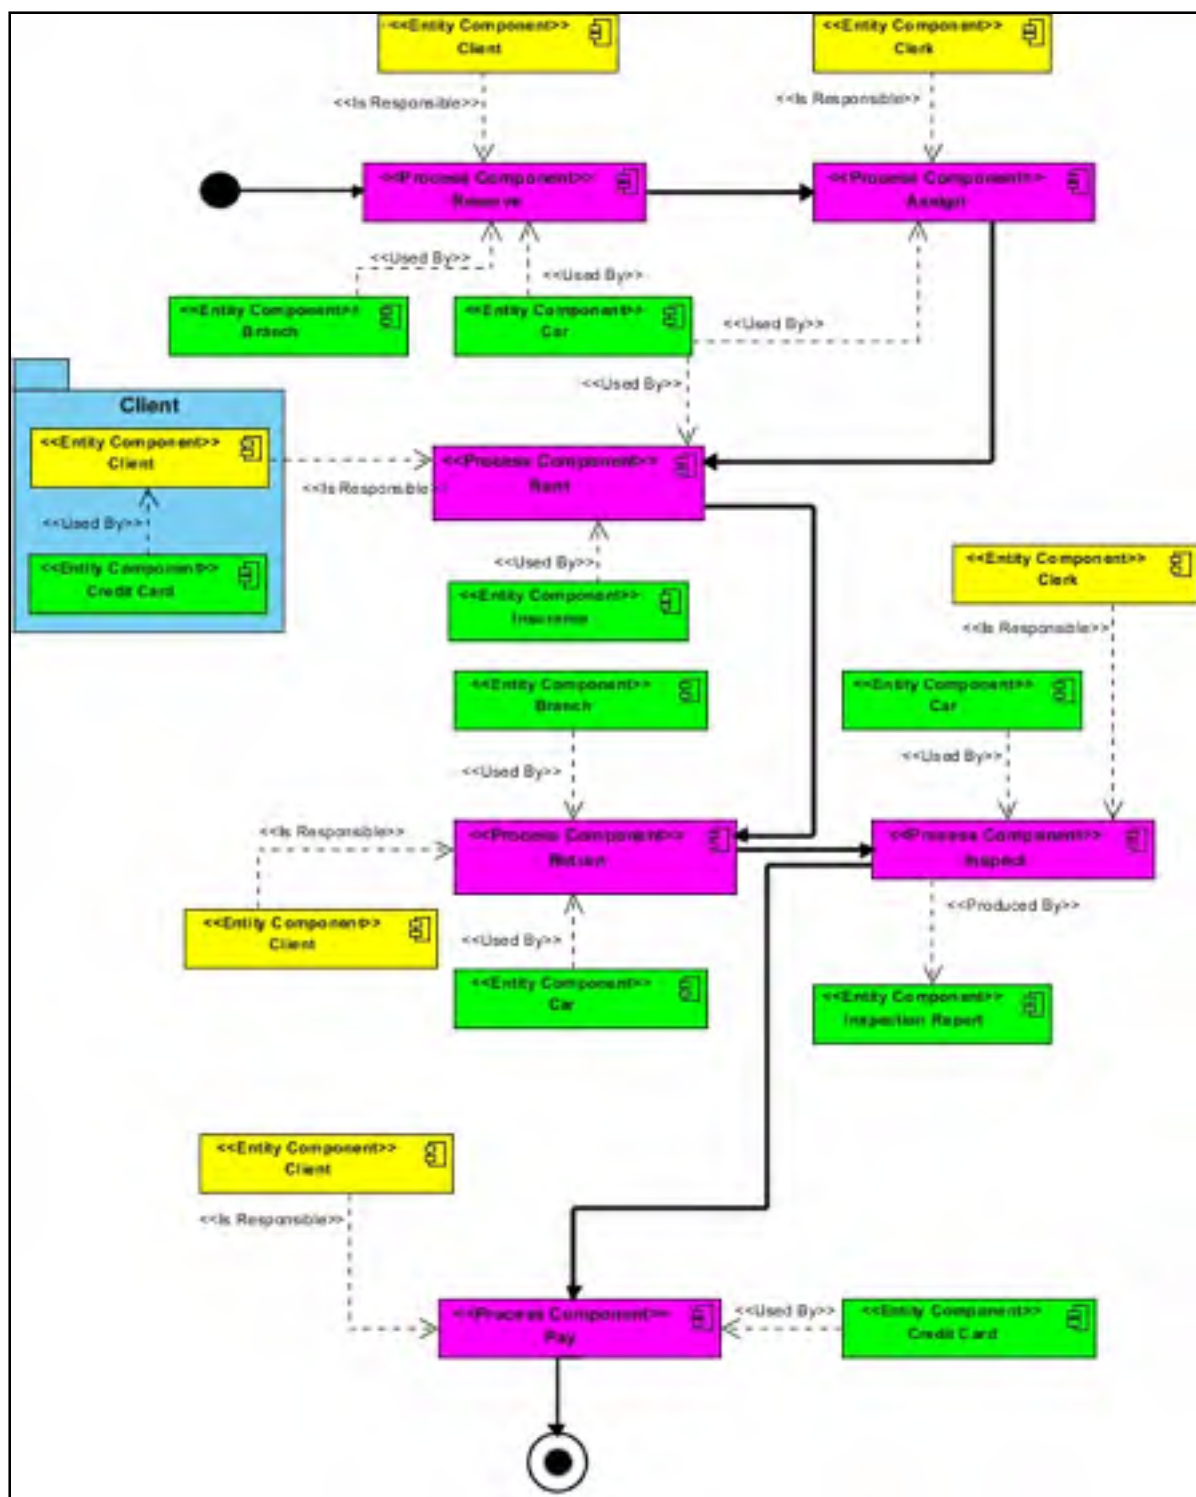 <<Entity Component>>
Client
<<Entity Component>>
Clerk
<<Is Responsible>>
<<Is Responsible>>
<<Process Component>>
Reserve
<<Process Component>>
Assign
<<Used By>>
<<Used By>>
<<Entity Component>>
Branch
<<Entity Component>>
Car
<<Used By>>
<<Used By>>
Client
<<Entity Component>>
Client
<<Is Responsible>>
<<Process Component>>
Rent
<<Used By>>
<<Entity Component>>
Credit Card
<<Used By>>
<<Entity Component>>
Insurance
<<Entity Component>>
Clerk
<<Is Responsible>>
<<Entity Component>>
Branch
<<Entity Component>>
Car
<<Used By>>
<<Used By>>
<<Is Responsible>>
<<Process Component>>
Return
<<Process Component>>
Inspect
<<Produced By>>
<<Entity Component>>
Client
<<Used By>>
<<Entity Component>>
Car
<<Entity Component>>
Inspection Report
<<Entity Component>>
Client
<<Is Responsible>>
<<Process Component>>
Pay
<<Used By>>
<<Entity Component>>
Credit Card